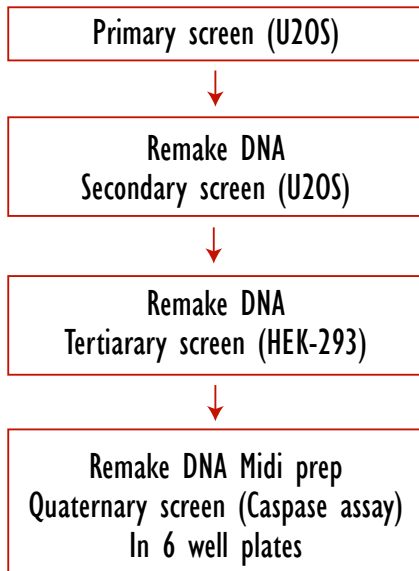 Primary screen (U2OS)
Remake DNA
Secondary screen (U2OS)
Remake DNA
Tertiarary screen (HEK-293)
Remake DNA Midi prep
Quaternary screen (Caspase assay)
In 6 well plates